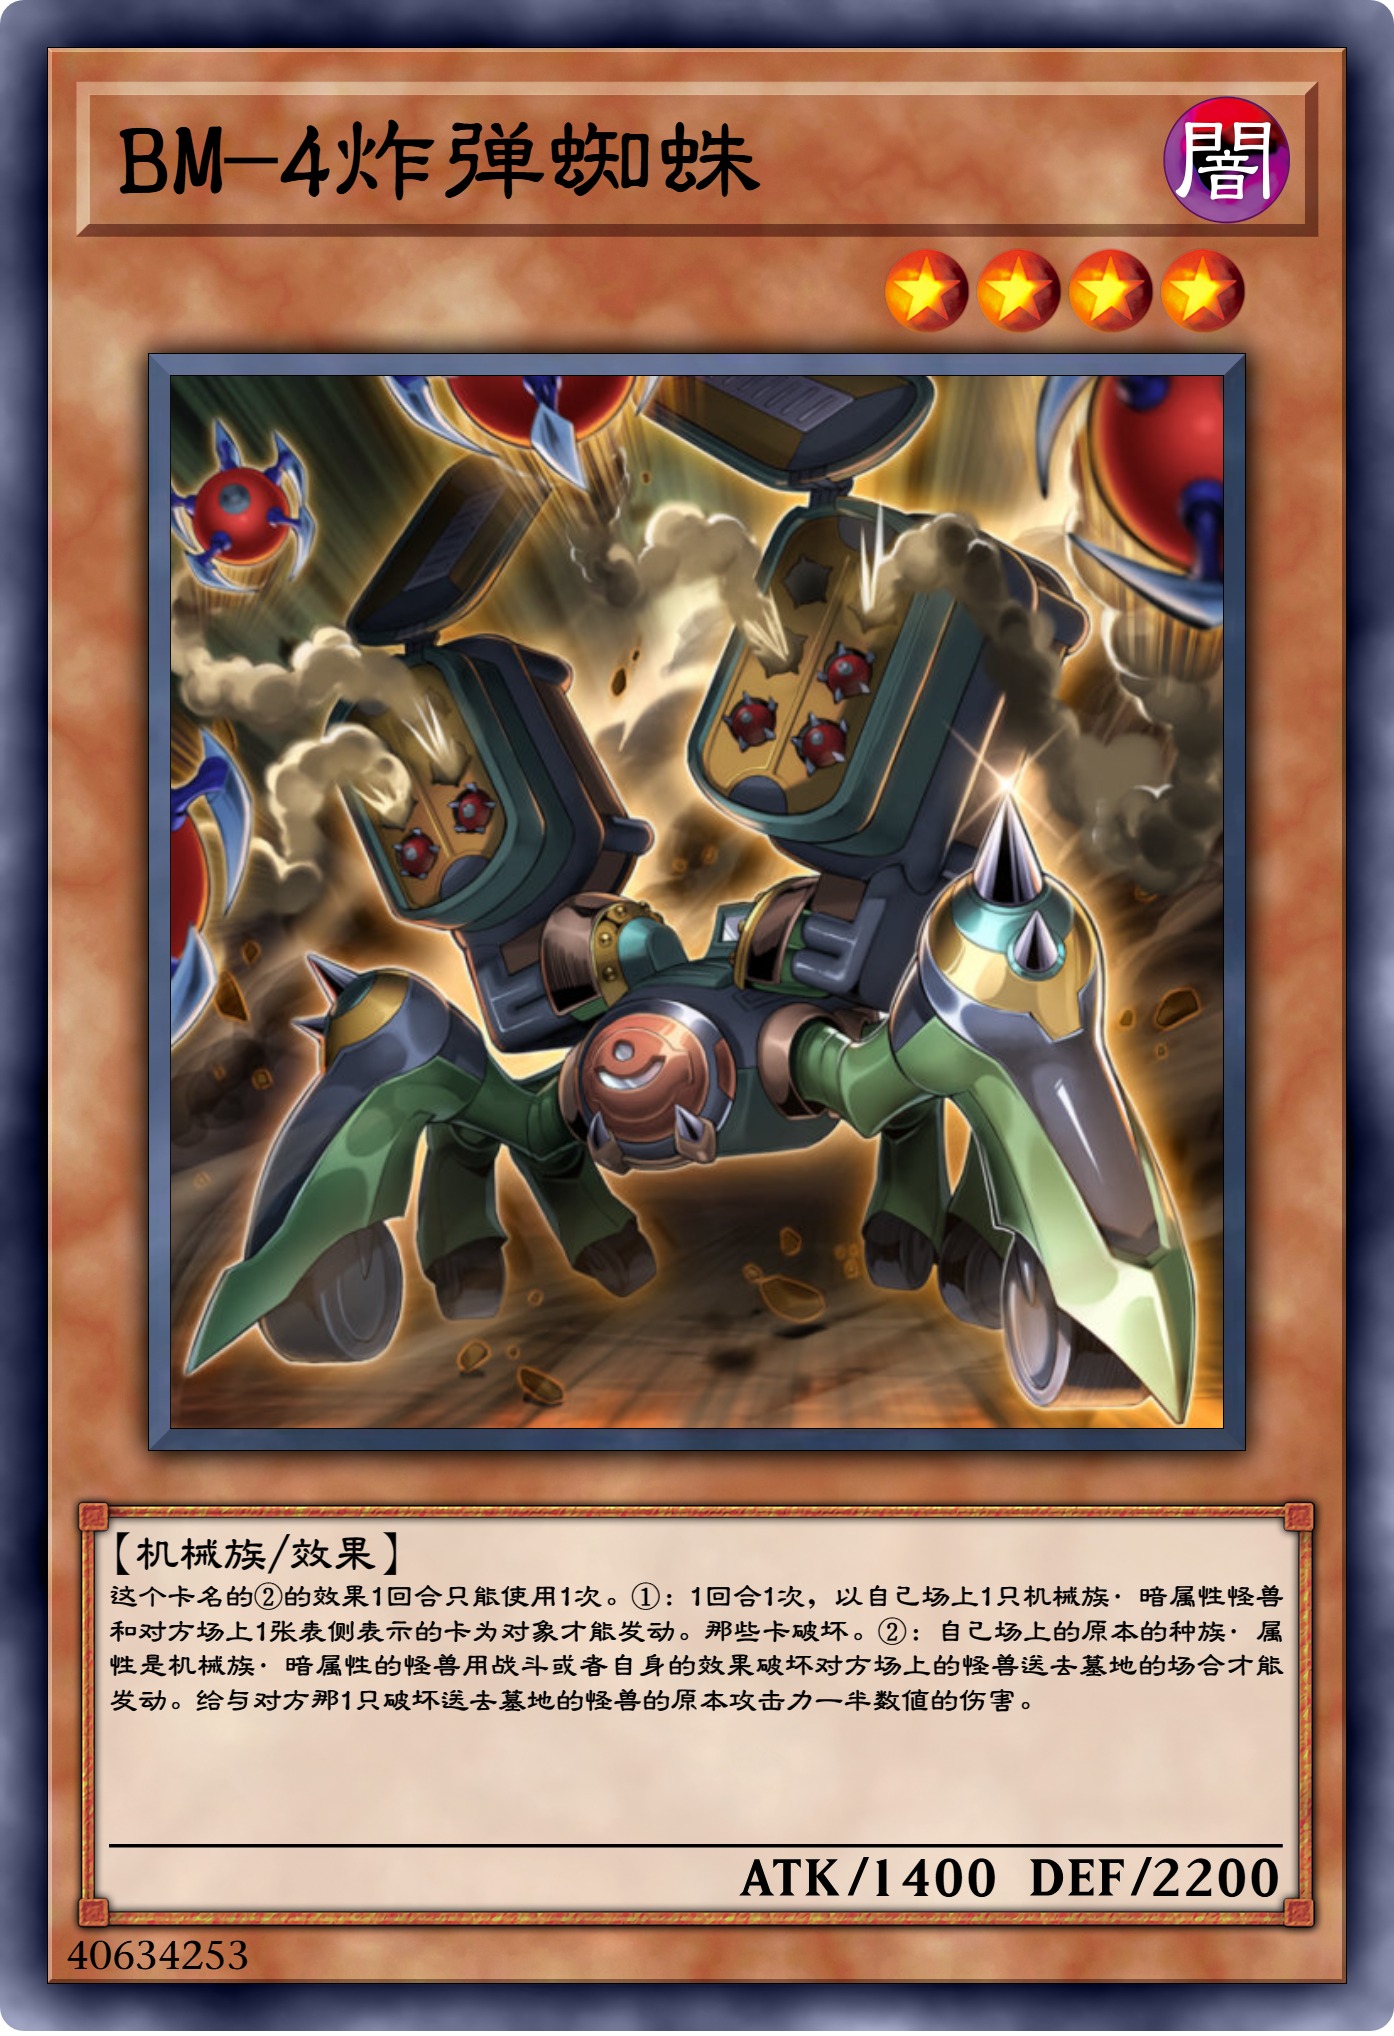 BM-4炸弹蜘蛛
闇
【机械族/效果】
这个卡名的②的效果1回合只能使用1次。①：1回合1次，以自己场上1只机械族·暗属性怪兽
和对方场上1张表侧表示的卡为对象才能发动。那些卡破坏。②：自己场上的原本的种族·属
性是机械族·暗属性的怪兽用战斗或者自身的效果破坏对方场上的怪兽送去墓地的场合才能
发动。给与对方那1只破坏送去墓地的怪兽的原本攻击力一半数值的伤害。
ATK/1400 DEF/2200
40634253